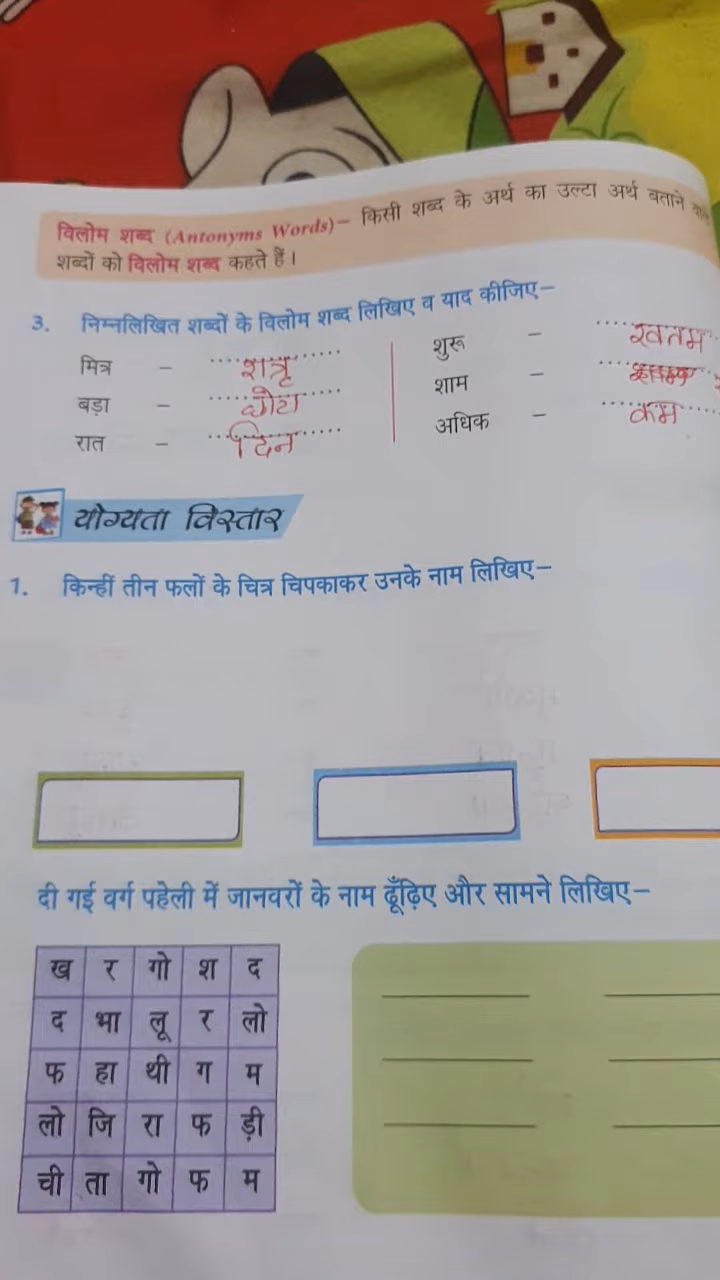 विलोम शब्द (Antonyms Words)– किसी शब्द के अर्थ का उल्टा अर्थ बताने
शब्दों को विलोम शब्द कहते हैं।
3. निम्नलिखित शब्दों के विलोम शब्द लिखिए व याद कीजिए–
मित्र – शत्रृ
बड़ा – छोटा
रात – दिन
शुरू – खतम
शाम –
अधिक – कम
योग्यता विस्तार
1. किन्हीं तीन फलों के चित्र चिपकाकर उनके नाम लिखिए–
दी गई वर्ग पहेली में जानवरों के नाम ढूँढ़िए और सामने लिखिए–
ख र गो श द
द भा लू र लो
फ हा थी ग म
लो जि रा फ ड़ी
ची ता गो फ म